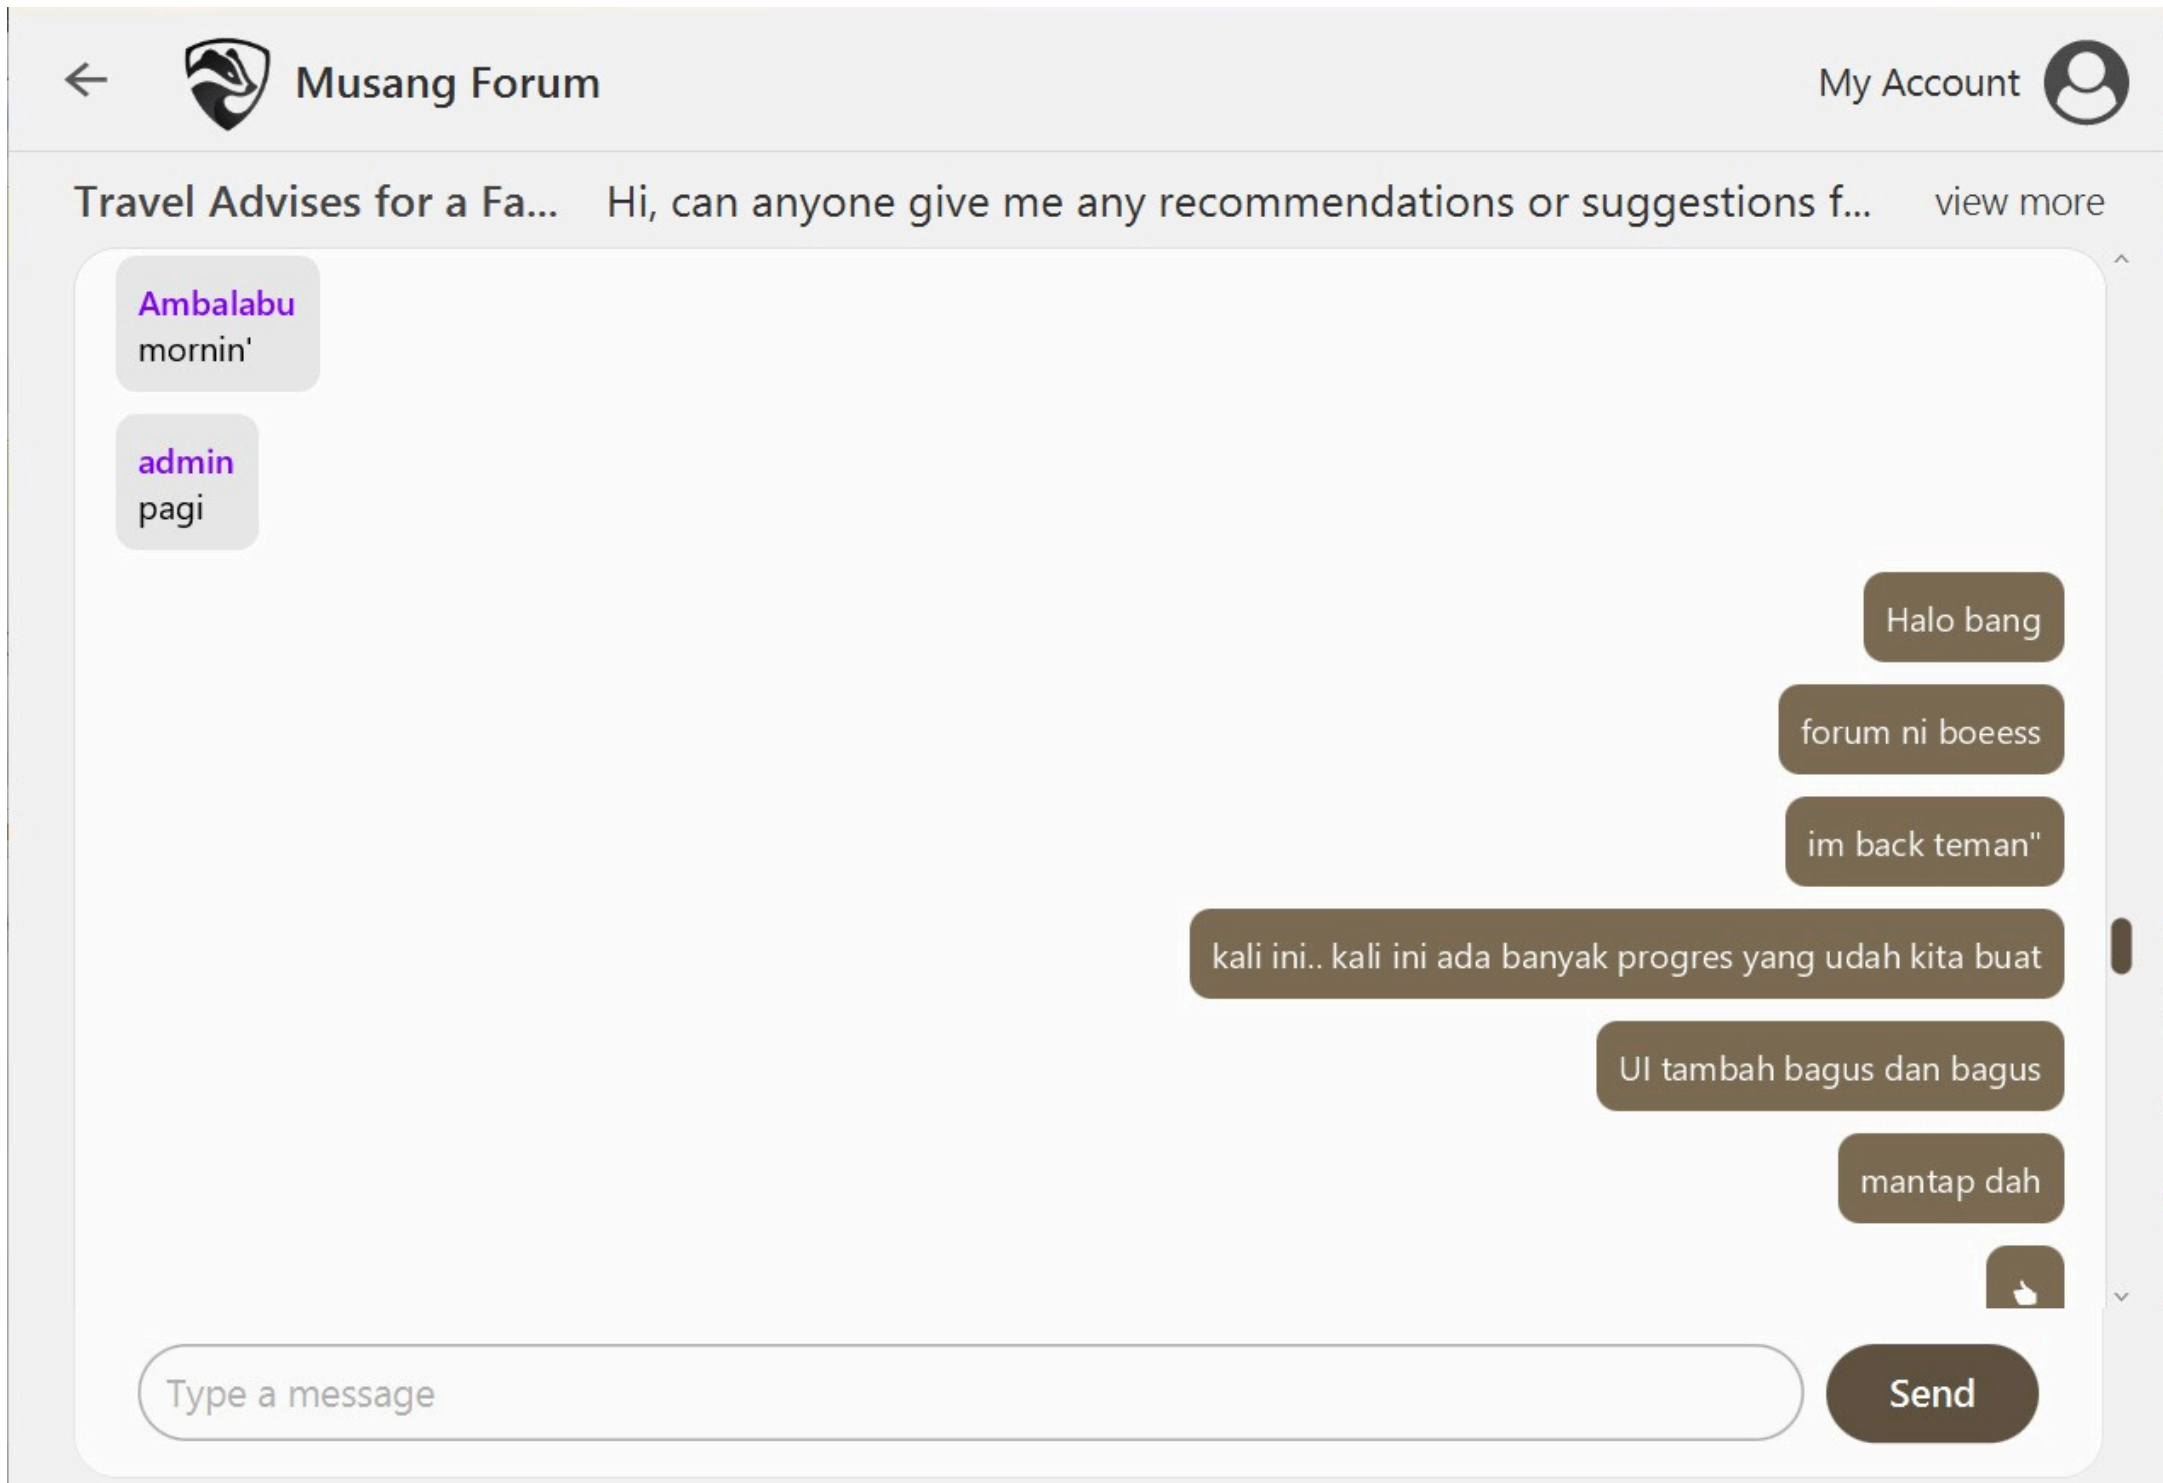 Musang Forum
My Account
Travel Advises for a Fa... Hi, can anyone give me any recommendations or suggestions f... view more
Ambalabu
mornin'
admin
pagi
Halo bang
forum ni boeess
im back teman"
kali ini.. kali ini ada banyak progres yang udah kita buat
UI tambah bagus dan bagus
mantap dah
Type a message
Send